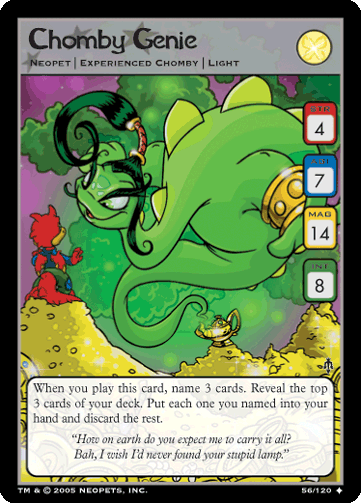 Chomby Genie
Neopet | Experienced Chomby | Light
STR
4
AGI
7
MAG
14
INT
8
When you play this card, name 3 cards. Reveal the top
3 cards of your deck. Put each one you named into your
hand and discard the rest.
“How on earth do you expect me to carry it all?
Bah, I wish I’d never found your stupid lamp.”
TM & © 2005 NEOPETS, INC.
56/120